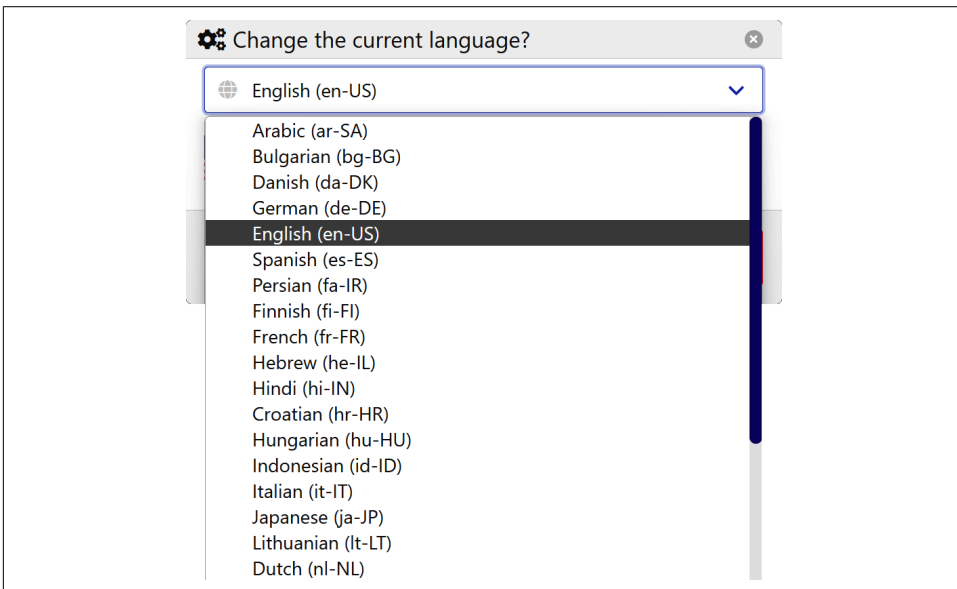 Change the current language?
English (en-US)
Arabic (ar-SA)
Bulgarian (bg-BG)
Danish (da-DK)
German (de-DE)
English (en-US)
Spanish (es-ES)
Persian (fa-IR)
Finnish (fi-FI)
French (fr-FR)
Hebrew (he-IL)
Hindi (hi-IN)
Croatian (hr-HR)
Hungarian (hu-HU)
Indonesian (id-ID)
Italian (it-IT)
Japanese (ja-JP)
Lithuanian (lt-LT)
Dutch (nl-NL)